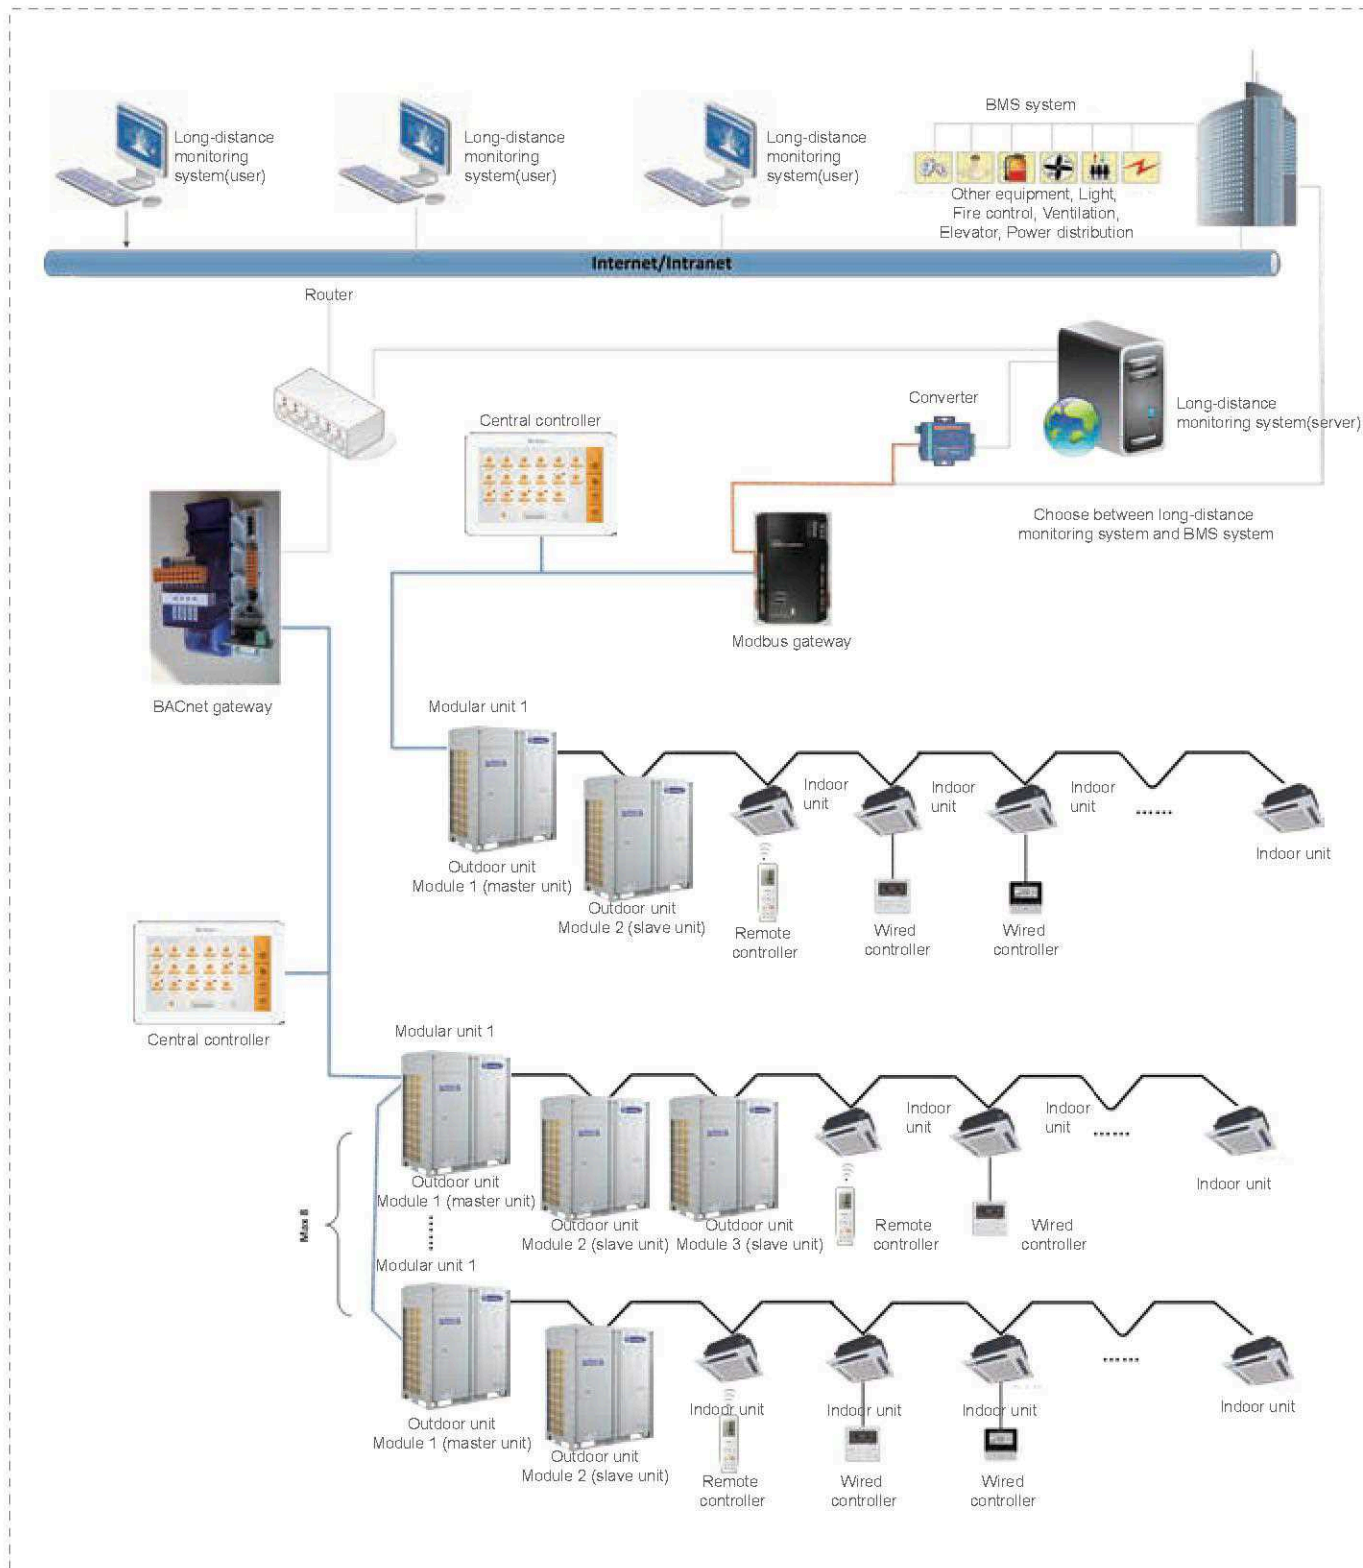 BMS system
Long-distance
monitoring
system(user)
Long-distance
monitoring
system(user)
Long-distance
monitoring
system(user)
Other equipment, Light,
Fire control, Ventilation,
Elevator, Power distribution
Internet/Intranet
Router
Converter
Central controller
Long-distance
monitoring system(server)
Choose between long-distance
monitoring system and BMS system
Modbus gateway
BACnet gateway
Modular unit 1
Indoor
unit
Indoor
unit
Indoor
unit
Indoor unit
Outdoor unit
Module 1 (master unit)
Outdoor unit
Module 2 (slave unit)
Remote
controller
Wired
controller
Wired
controller
Central controller
Modular unit 1
Indoor
unit
Indoor
unit
Indoor unit
Outdoor unit
Module 1 (master unit)
Outdoor unit
Module 2 (slave unit)
Outdoor unit
Module 3 (slave unit)
Remote
controller
Wired
controller
Max 8
Modular unit 1
Indoor unit
Indoor unit
Indoor unit
Indoor unit
Outdoor unit
Module 1 (master unit)
Outdoor unit
Module 2 (slave unit)
Remote
controller
Wired
controller
Wired
controller